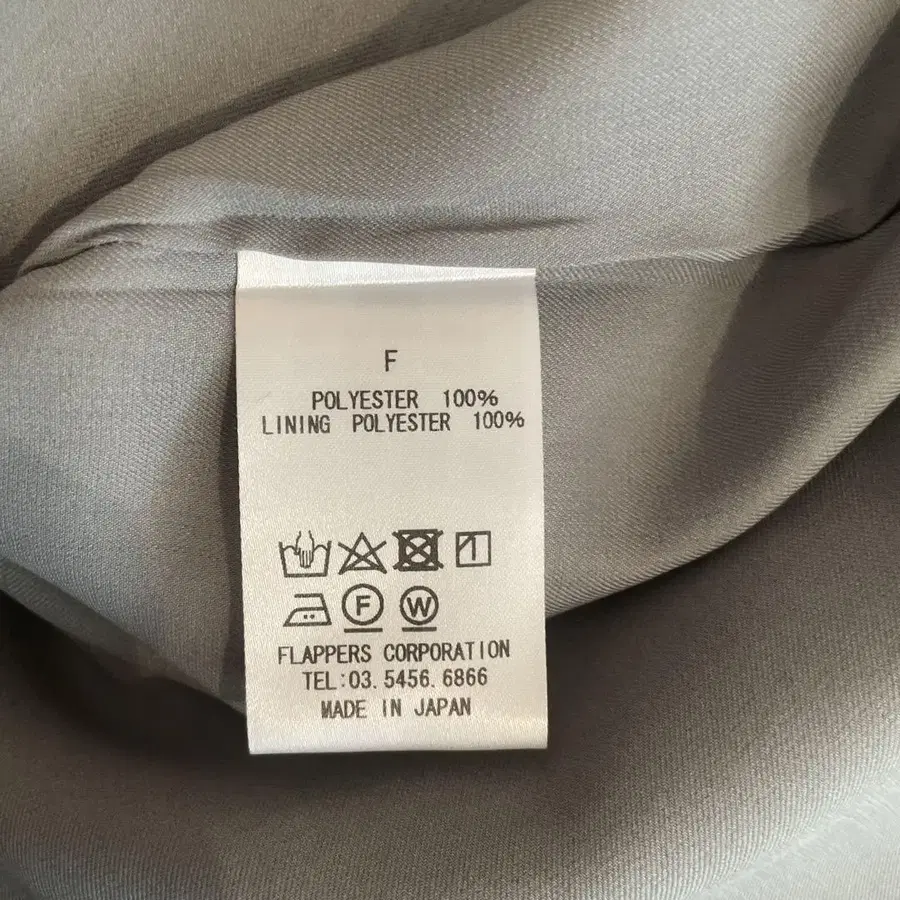 F
POLYESTER 100%
LINING POLYESTER 100%
F W
FLAPPERS CORPORATION
TEL:03.5456.6866
MADE IN JAPAN